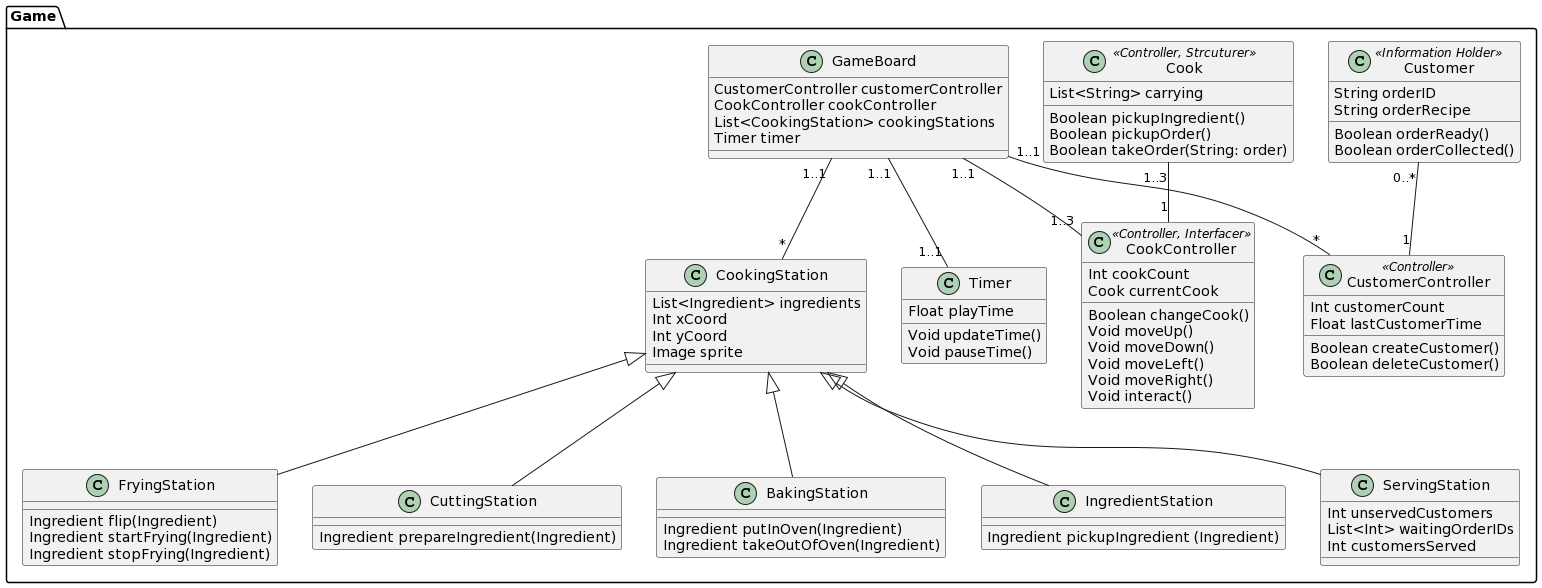 Game
C GameBoard
CustomerController customerController
CookController cookController
List<CookingStation> cookingStations
Timer timer
C «Controller, Strcuturer»
Cook
List<String> carrying
Boolean pickupIngredient()
Boolean pickupOrder()
Boolean takeOrder(String: order)
C «Information Holder»
Customer
String orderID
String orderRecipe
Boolean orderReady()
Boolean orderCollected()
1..1
1..1
1..1
1..1
1..3
0..*
*
1..1
1..3
1
*
1
C CookingStation
List<Ingredient> ingredients
Int xCoord
Int yCoord
Image sprite
C Timer
Float playTime
Void updateTime()
Void pauseTime()
C «Controller, Interfacer»
CookController
Int cookCount
Cook currentCook
Boolean changeCook()
Void moveUp()
Void moveDown()
Void moveLeft()
Void moveRight()
Void interact()
C «Controller»
CustomerController
Int customerCount
Float lastCustomerTime
Boolean createCustomer()
Boolean deleteCustomer()
C FryingStation
Ingredient flip(Ingredient)
Ingredient startFrying(Ingredient)
Ingredient stopFrying(Ingredient)
C CuttingStation
Ingredient prepareIngredient(Ingredient)
C BakingStation
Ingredient putInOven(Ingredient)
Ingredient takeOutOfOven(Ingredient)
C IngredientStation
Ingredient pickupIngredient (Ingredient)
C ServingStation
Int unservedCustomers
List<Int> waitingOrderIDs
Int customersServed